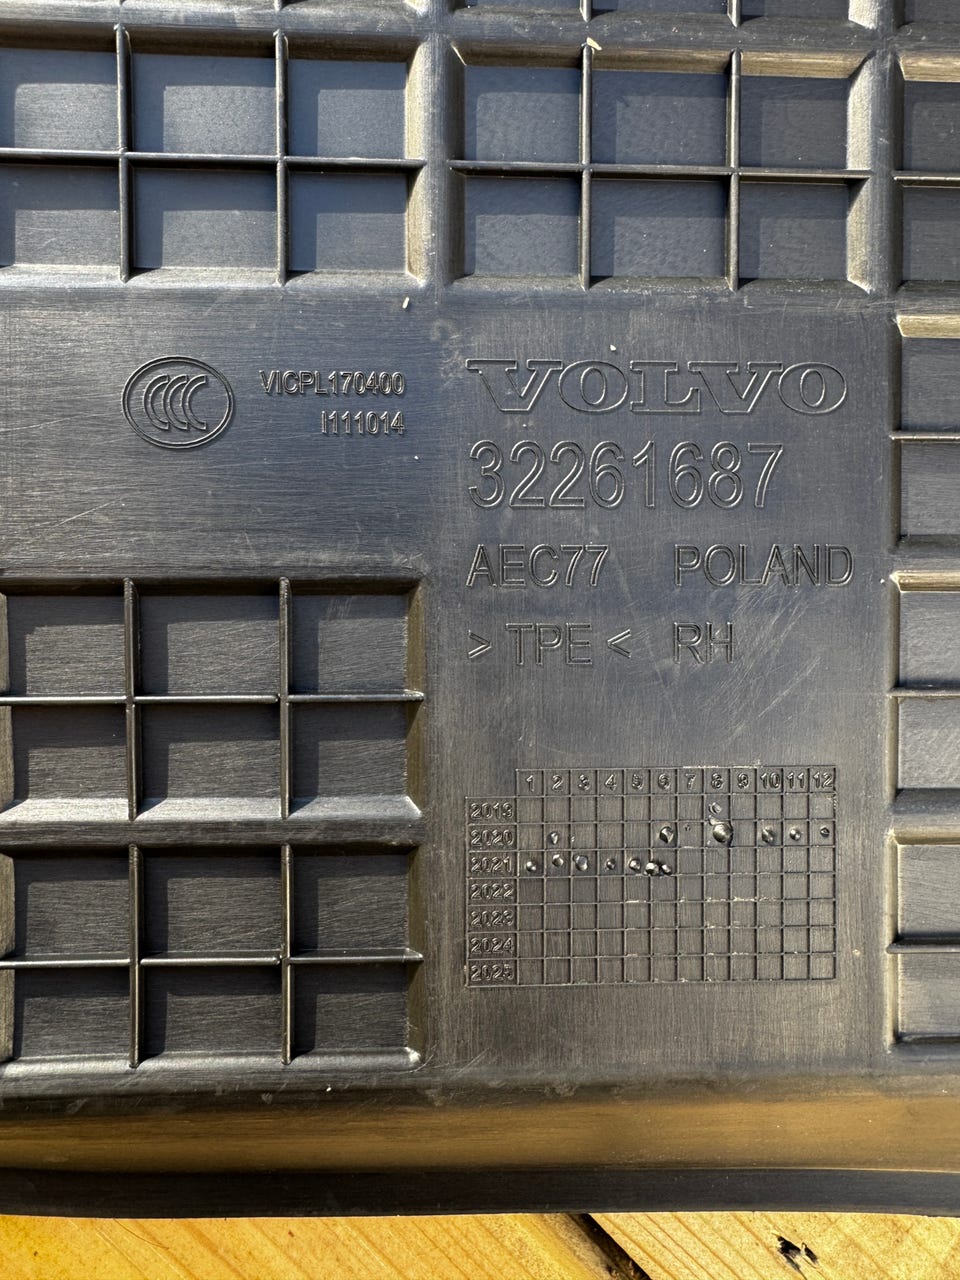 CCCC
VICPL170400
I111014
VOLVO
32261687
AEC77 POLAND
> TPE < RH
1 2 3 4 5 6 7 8 9 10 11 12
2019
2020
2021
2022
2023
2024
2025